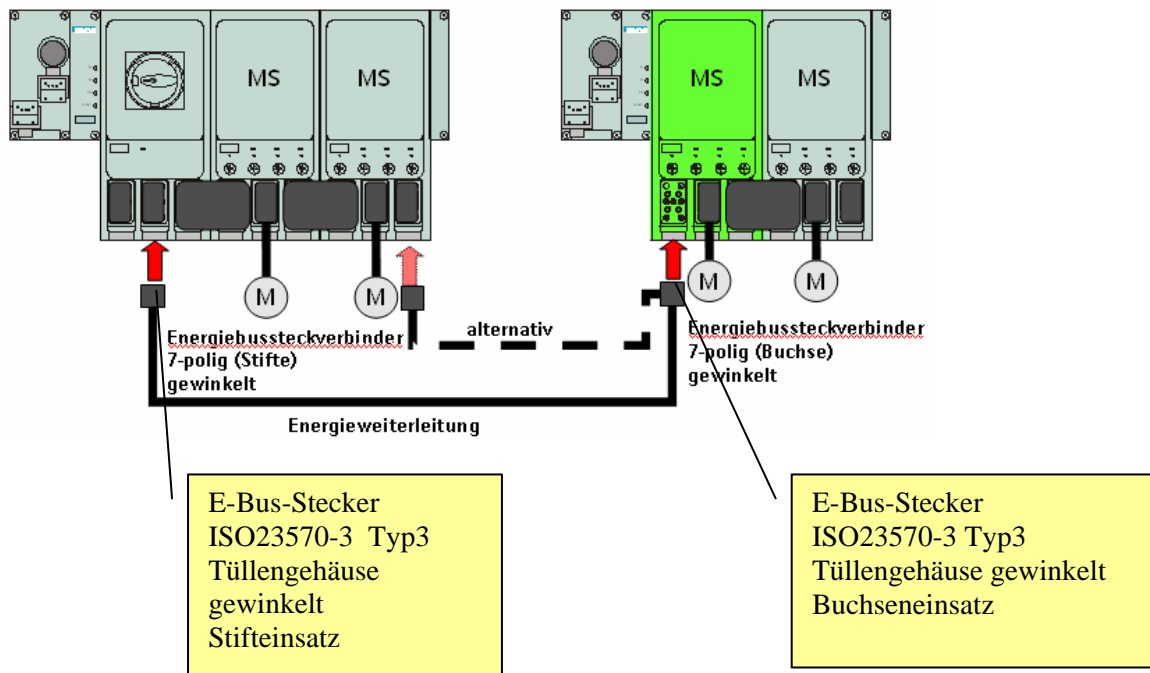 MS
MS
MS
MS
M
M
M
M
Energiebussteckverbinder
7-polig (Stifte)
gewinkelt
alternativ
Energiebussteckverbinder
7-polig (Buchse)
gewinkelt
Energieweiterleitung
E-Bus-Stecker
ISO23570-3 Typ3
Tüllengehäuse
gewinkelt
Stifteinsatz
E-Bus-Stecker
ISO23570-3 Typ3
Tüllengehäuse gewinkelt
Buchseneinsatz